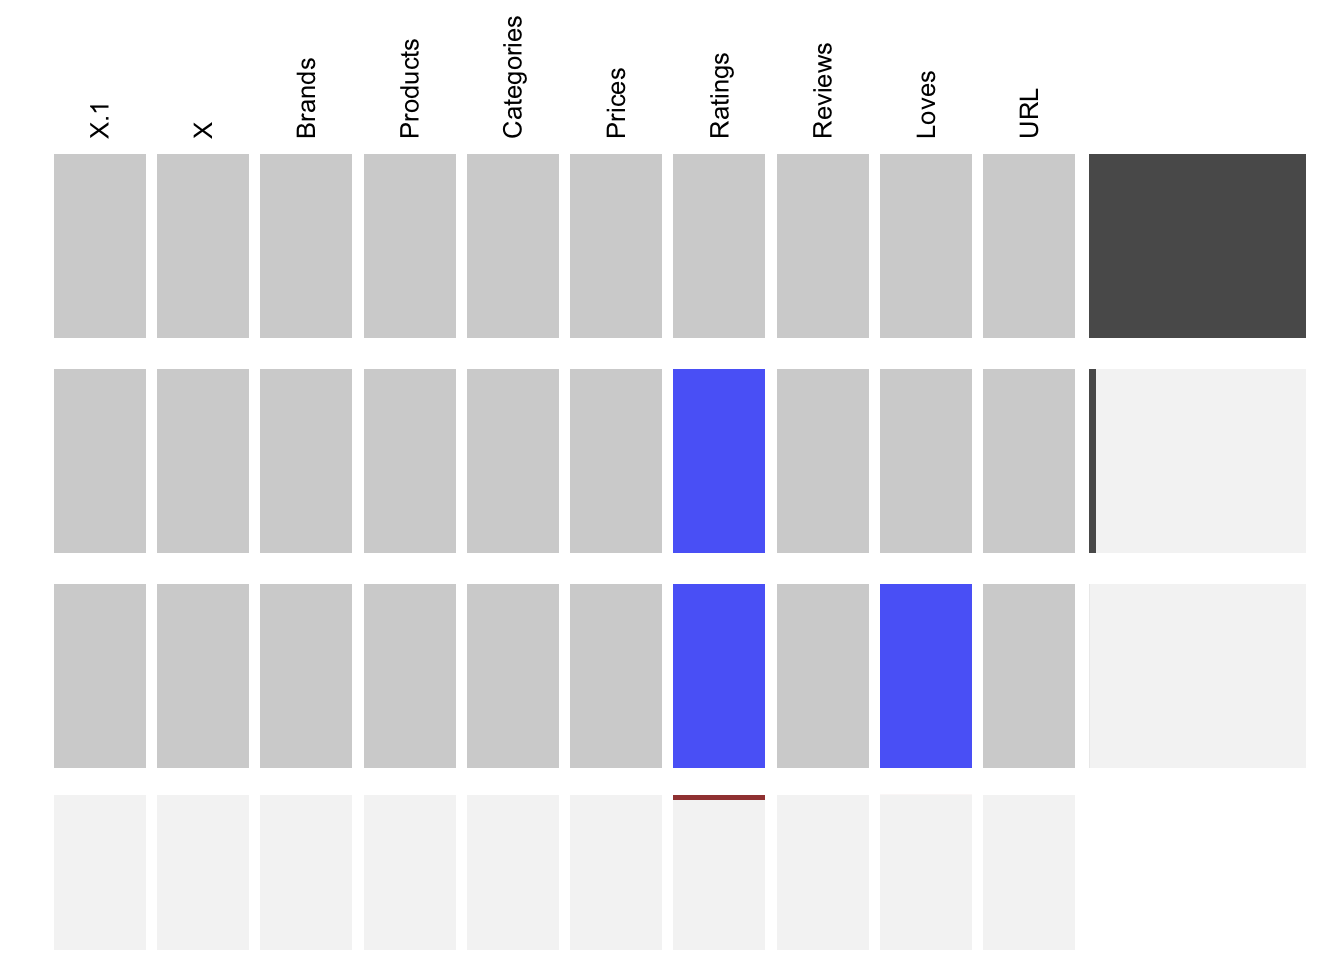 X.1
X
Brands
Products
Categories
Prices
Ratings
Reviews
Loves
URL